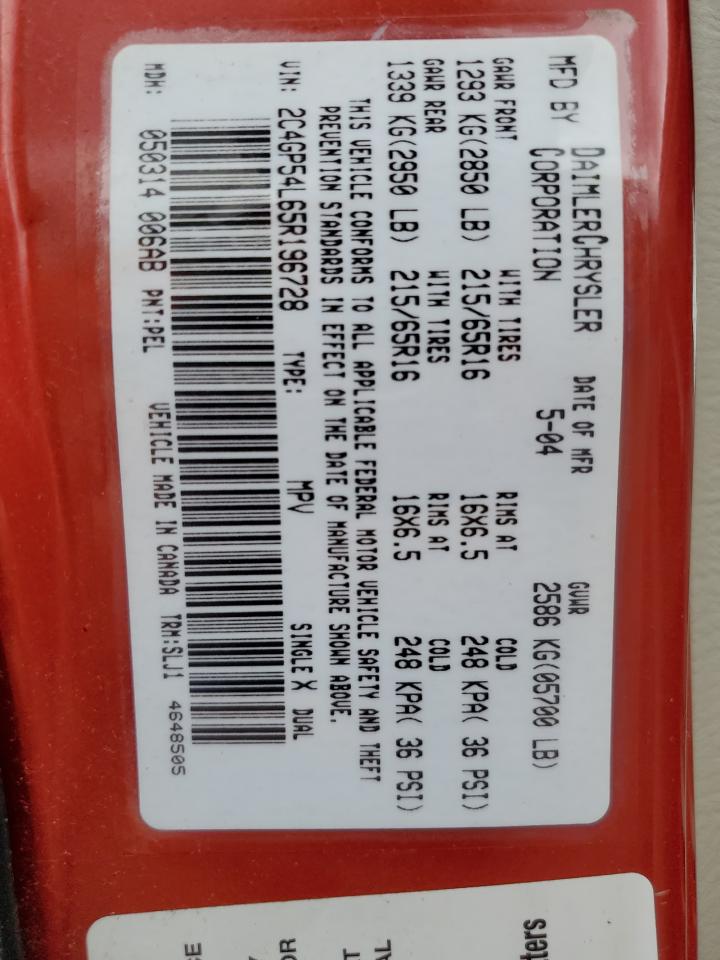 MFD BY DAIMLERCHRYSLER CORPORATION DATE OF MFR 5-04 GVWR 2586 KG(05700 LB)
GAWR FRONT WITH TIRES RIMS AT COLD
1293 KG(2850 LB) 215/65R16 16X6.5 248 KPA( 36 PSI)
GAWR REAR WITH TIRES RIMS AT COLD
1339 KG(2950 LB) 215/65R16 16X6.5 248 KPA( 36 PSI)
THIS VEHICLE CONFORMS TO ALL APPLICABLE FEDERAL MOTOR VEHICLE SAFETY AND THEFT
PREVENTION STANDARDS IN EFFECT ON THE DATE OF MANUFACTURE SHOWN ABOVE.
VIN: 2C4GP54L65R196728 TYPE: MPV SINGLE X DUAL
MDH: 050314 006AB PNT:PEL VEHICLE MADE IN CANADA TRM:SLJ1 4648505